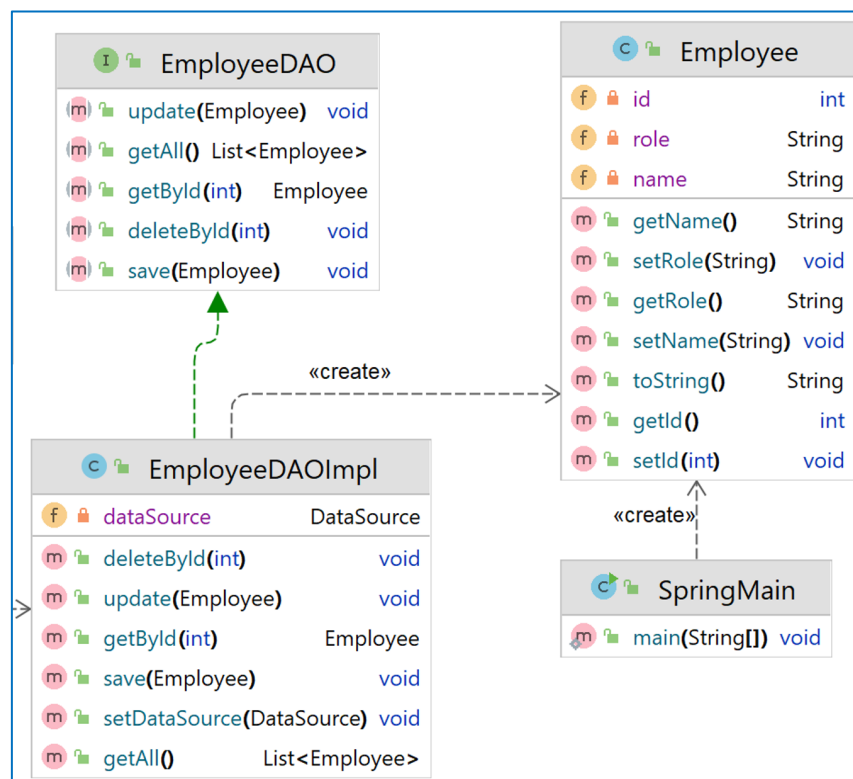 EmployeeDAO
update(Employee) void
getAll() List<Employee>
getById(int) Employee
deleteById(int) void
save(Employee) void
Employee
id int
role String
name String
getName() String
setRole(String) void
getRole() String
setName(String) void
toString() String
getId() int
setId(int) void
«create»
EmployeeDAOImpl
dataSource DataSource
deleteById(int) void
update(Employee) void
getById(int) Employee
save(Employee) void
setDataSource(DataSource) void
getAll() List<Employee>
«create»
SpringMain
main(String[]) void